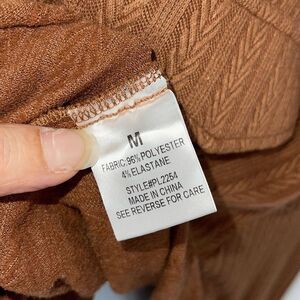 M
FABRIC:96%POLYESTER
4%ELASTANE
STYLE#PL2254
MADE IN CHINA
SEE REVERSE FOR CARE